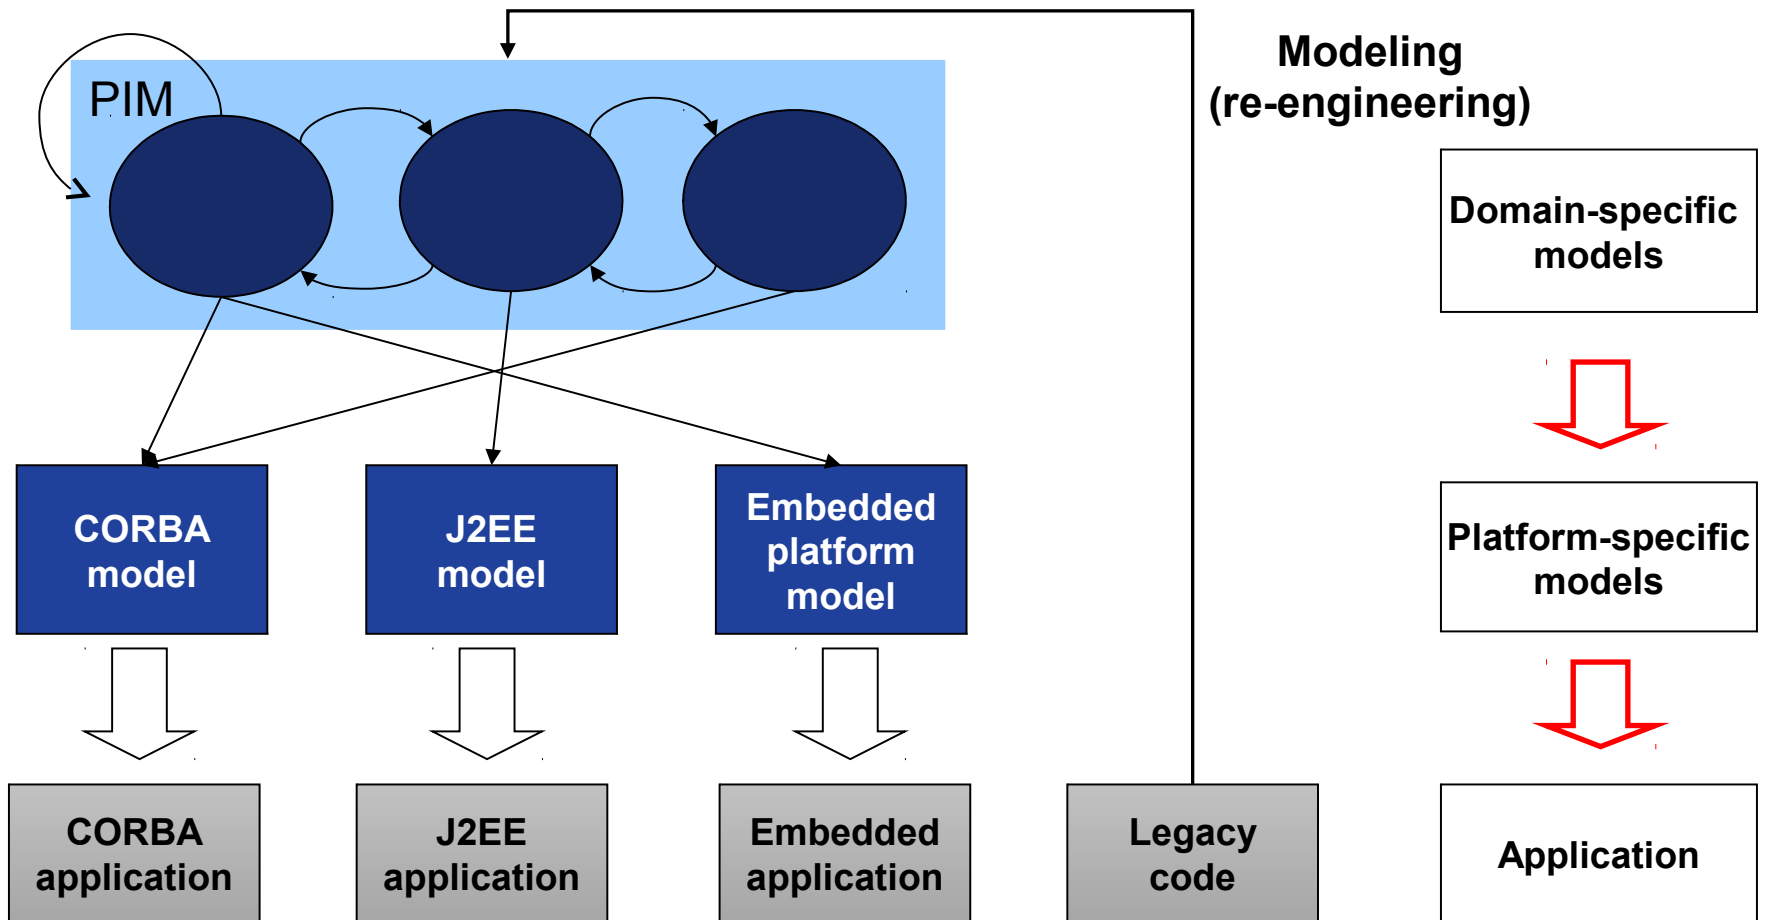 Modeling
(re-engineering)
PIM
Domain-specific
models
CORBA
model
J2EE
model
Embedded
platform
model
Platform-specific
models
CORBA
application
J2EE
application
Embedded
application
Legacy
code
Application